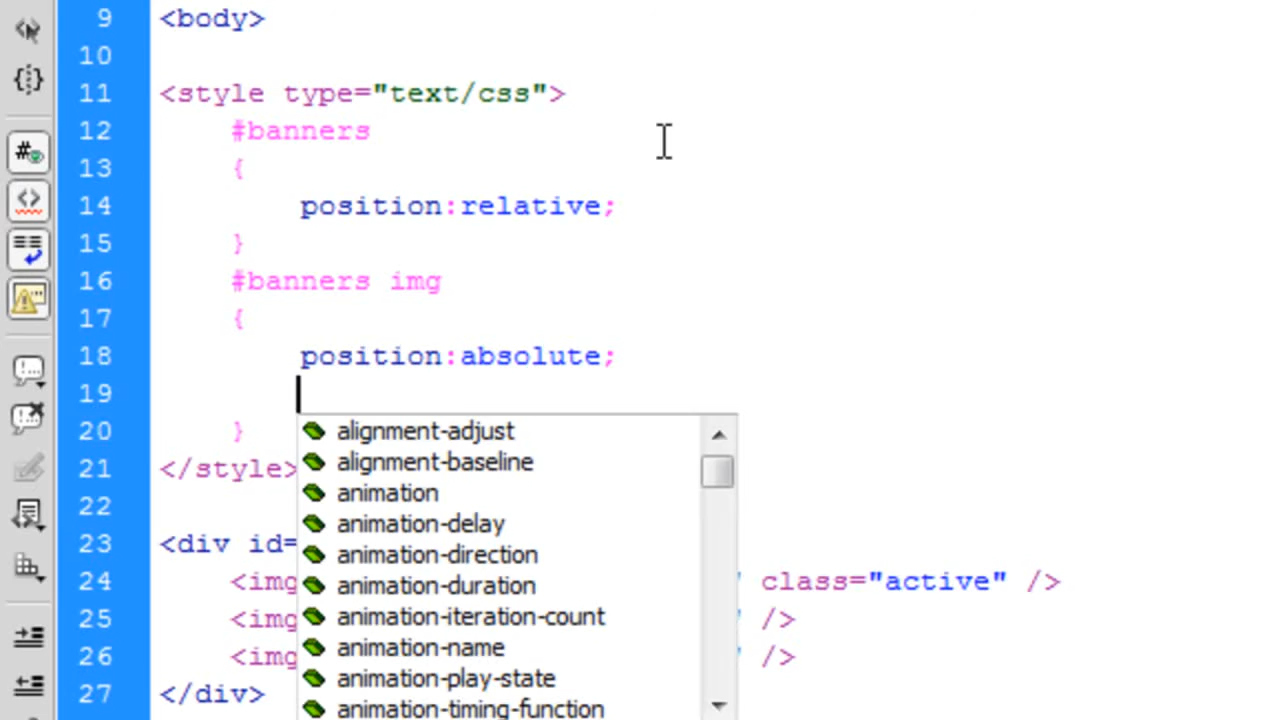 9 <body>
10
11 <style type="text/css">
12 #banners
13 {
14 position:relative;
15 }
16 #banners img
17 {
18 position:absolute;
19
20 }
21 </style>
22
23 <div id=
24 <img class="active" />
25 <img />
26 <img />
27 </div>
alignment-adjust
alignment-baseline
animation
animation-delay
animation-direction
animation-duration
animation-iteration-count
animation-name
animation-play-state
animation-timing-function